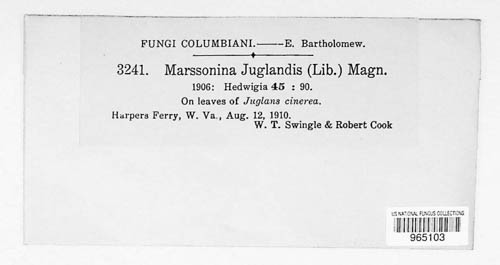 FUNGI COLUMBIANI.——E. Bartholomew.
3241. Marssonina Juglandis (Lib.) Magn.
1906: Hedwigia 45 : 90.
On leaves of Juglans cinerea.
Harpers Ferry, W. Va., Aug. 12, 1910.
W. T. Swingle & Robert Cook
US NATIONAL FUNGUS COLLECTIONS
965103